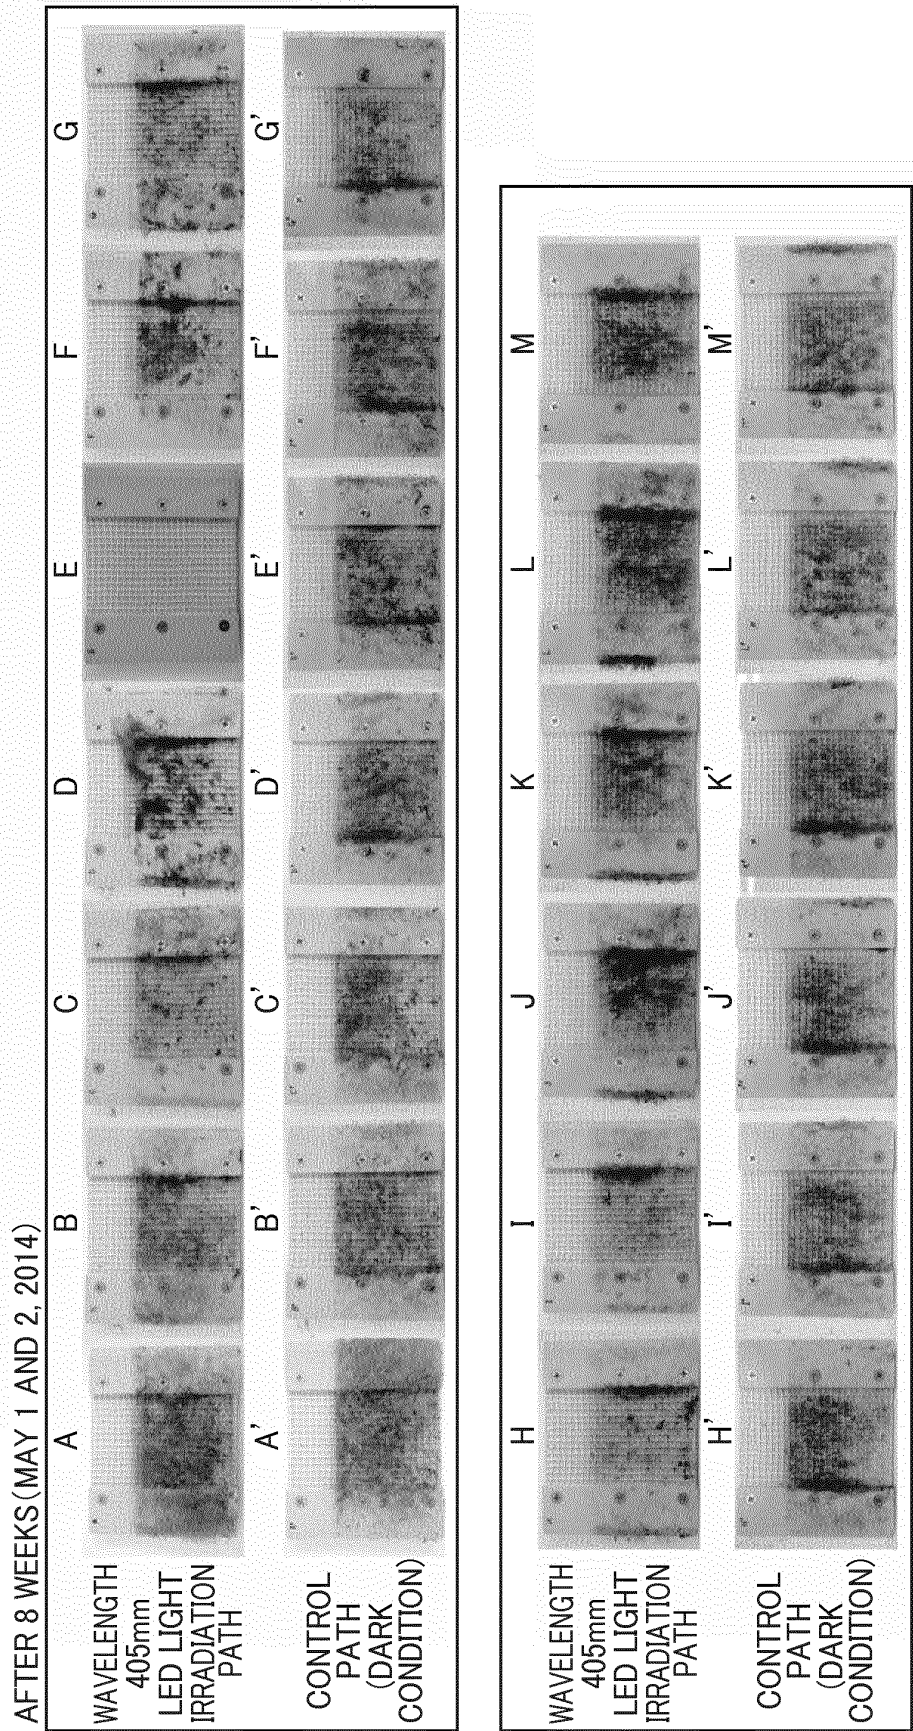 AFTER 8 WEEKS (MAY 1 AND 2, 2014)
A B C D E F G
WAVELENGTH
405mm
LED LIGHT
IRRADIATION
PATH
A' B' C' D' E' F' G'
CONTROL
PATH
(DARK
CONDITION)
H I J K L M
WAVELENGTH
405mm
LED LIGHT
IRRADIATION
PATH
H' I' J' K' L' M'
CONTROL
PATH
(DARK
CONDITION)